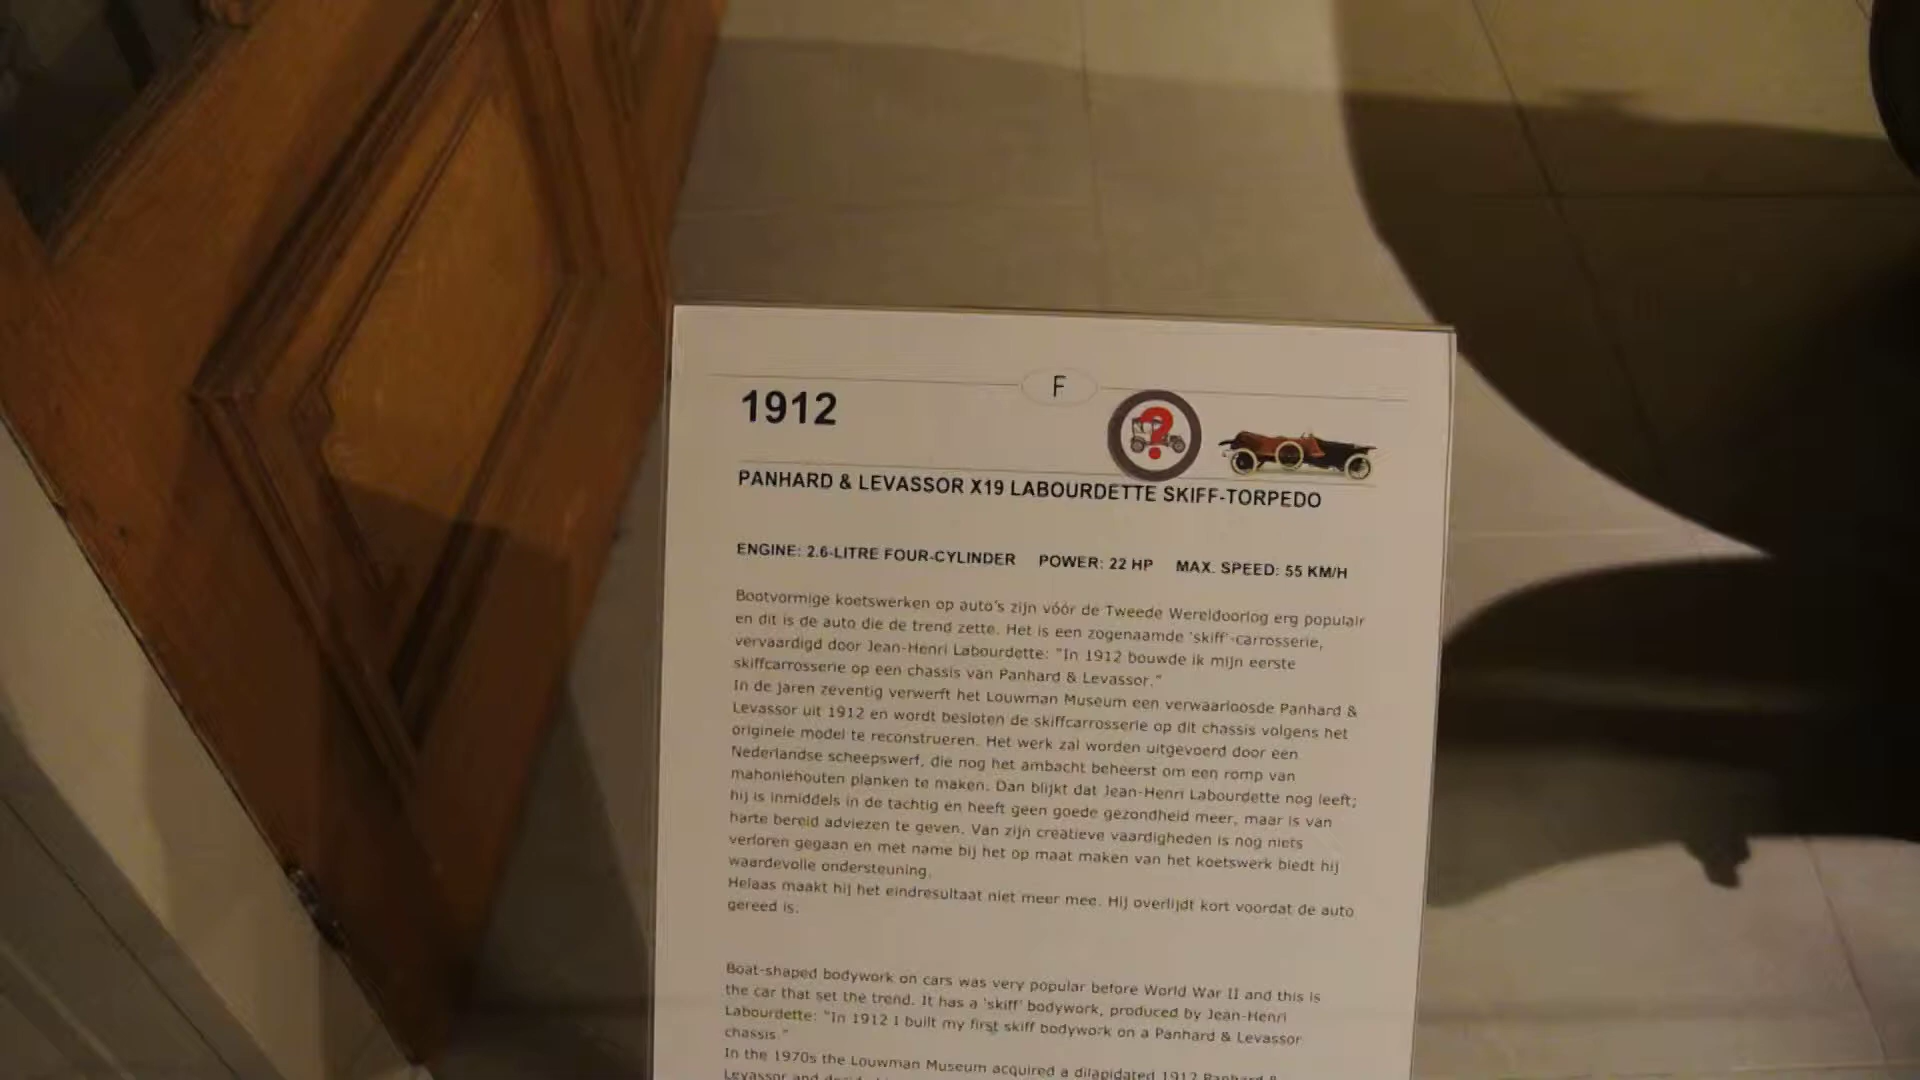 F
1912
PANHARD & LEVASSOR X19 LABOURDETTE SKIFF-TORPEDO
ENGINE: 2.6-LITRE FOUR-CYLINDER POWER: 22 HP MAX. SPEED: 55 KM/H
Bootvormige koetswerken op auto's zijn vóór de Tweede Wereldoorlog erg populair
en dit is de auto die de trend zette. Het is een zogenaamde 'skiff'-carrosserie,
vervaardigd door Jean-Henri Labourdette: "In 1912 bouwde ik mijn eerste
skiffcarrosserie op een chassis van Panhard & Levassor."
In de jaren zeventig verwerft het Louwman Museum een verwaarloosde Panhard &
Levassor uit 1912 en wordt besloten de skiffcarrosserie op dit chassis volgens het
originele model te reconstrueren. Het werk zal worden uitgevoerd door een
Nederlandse scheepswerf, die nog het ambacht beheerst om een romp van
mahoniehouten planken te maken. Dan blijkt dat Jean-Henri Labourdette nog leeft;
hij is inmiddels in de tachtig en heeft geen goede gezondheid meer, maar is van
harte bereid adviezen te geven. Van zijn creatieve vaardigheden is nog niets
verloren gegaan en met name bij het op maat maken van het koetswerk biedt hij
waardevolle ondersteuning.
Helaas maakt hij het eindresultaat niet meer mee. Hij overlijdt kort voordat de auto
gereed is.
Boat-shaped bodywork on cars was very popular before World War II and this is
the car that set the trend. It has a 'skiff' bodywork, produced by Jean-Henri
Labourdette: "In 1912 I built my first skiff bodywork on a Panhard & Levassor
chassis."
In the 1970s the Louwman Museum acquired a dilapidated 1912 Panhard &
Levassor and